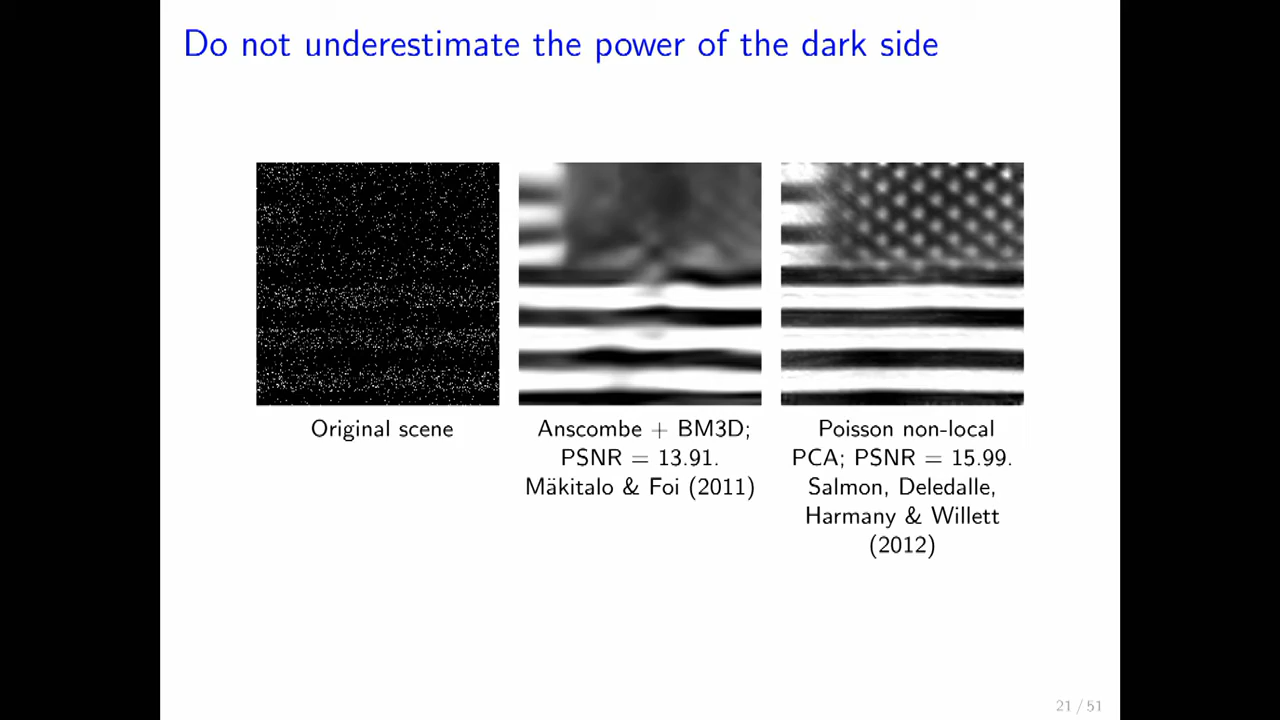 Do not underestimate the power of the dark side
Original scene
Anscombe + BM3D;
PSNR = 13.91.
Mäkitalo & Foi (2011)
Poisson non-local
PCA; PSNR = 15.99.
Salmon, Deledalle,
Harmany & Willett
(2012)
21 / 51